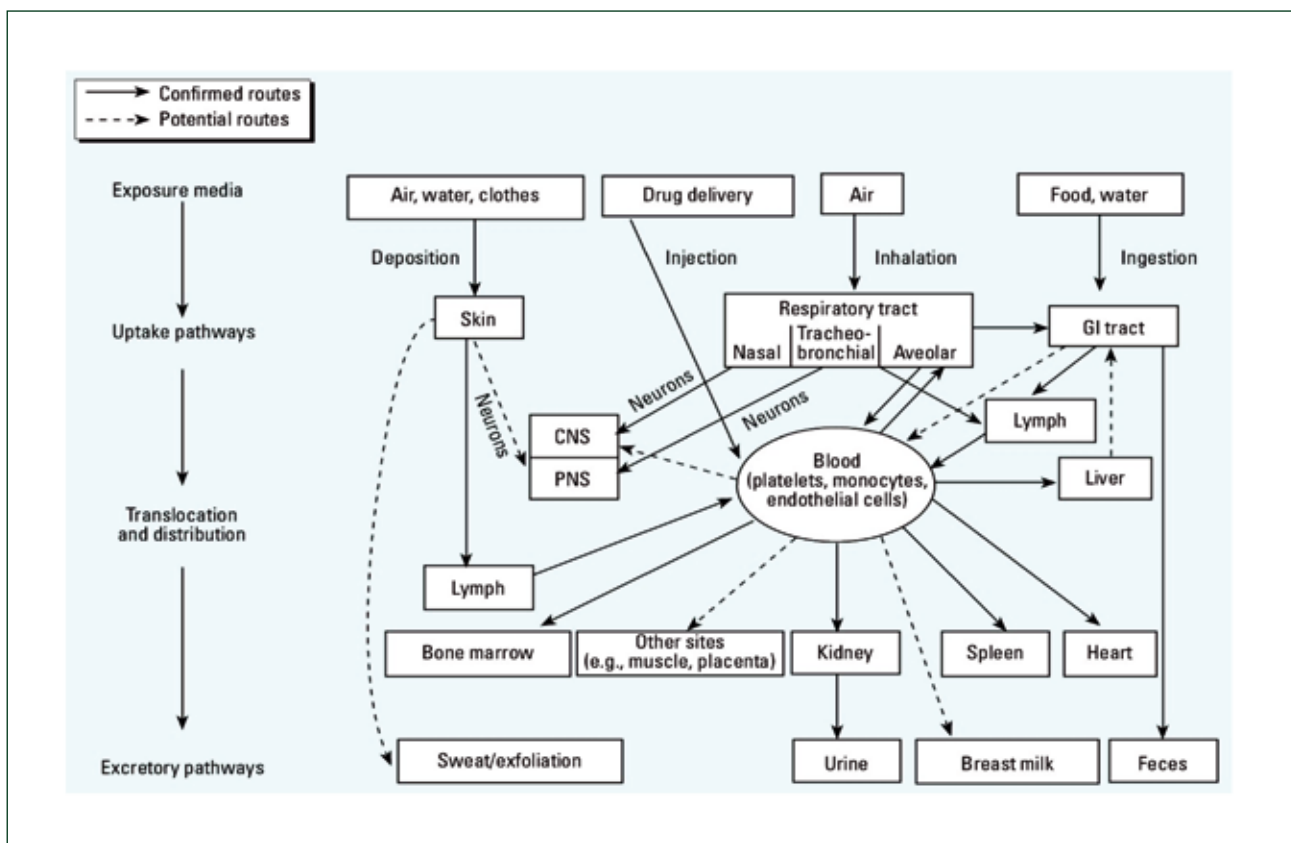 Confirmed routes
Potential routes
Exposure media
Air, water, clothes
Drug delivery
Air
Food, water
Deposition
Injection
Inhalation
Ingestion
Uptake pathways
Skin
Respiratory tract
Nasal
Tracheo-
bronchial
Aveolar
GI tract
Neurons
Neurons
Neurons
CNS
PNS
Lymph
Blood
(platelets, monocytes,
endothelial cells)
Liver
Translocation
and distribution
Lymph
Bone marrow
Other sites
(e.g., muscle, placenta)
Kidney
Spleen
Heart
Excretory pathways
Sweat/exfoliation
Urine
Breast milk
Feces